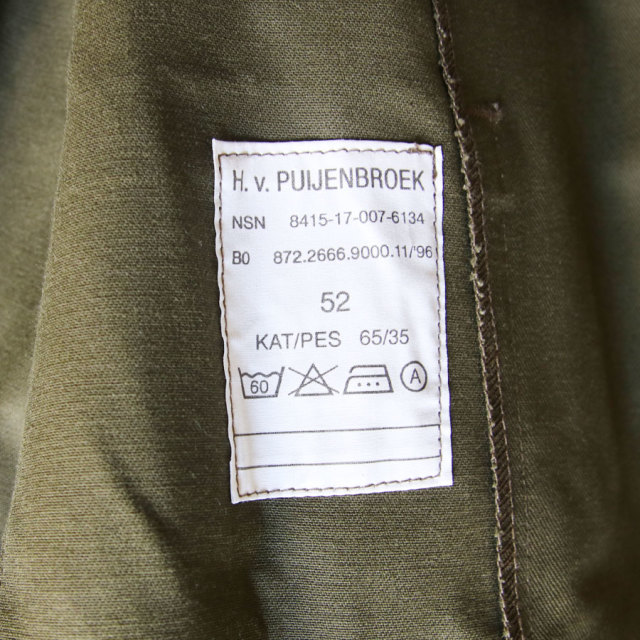 H. v. PUIJENBROEK
NSN 8415-17-007-6134
B0 872.2666.9000.11/'96
52
KAT/PES 65/35
60 A